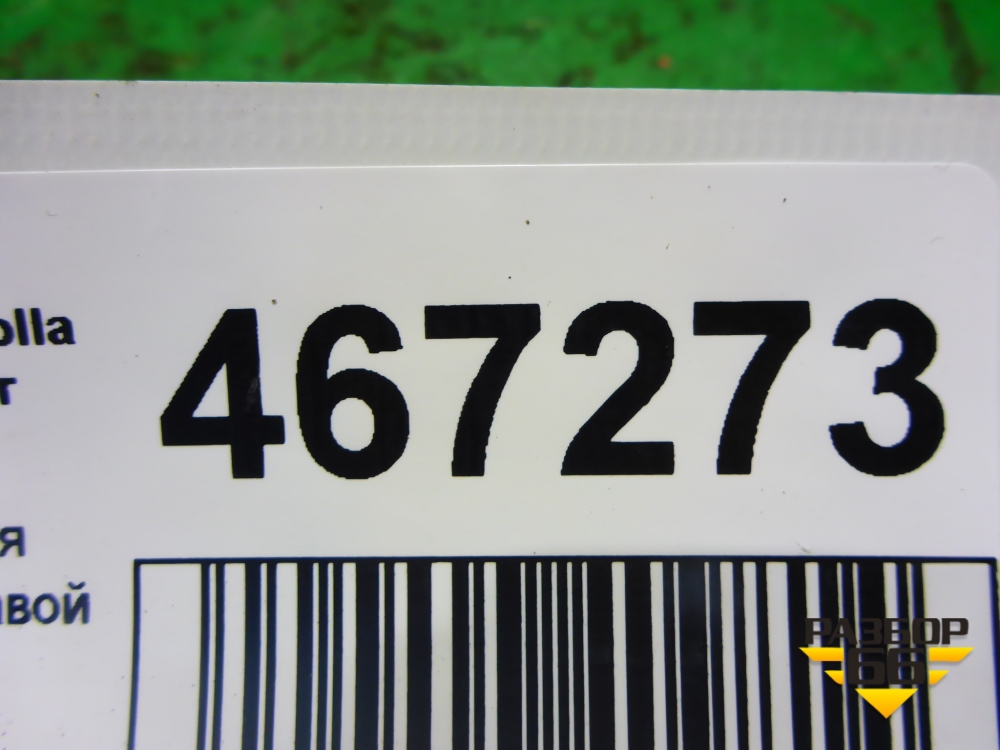 olla
467273
т
я
авой
РАЗБОР
66